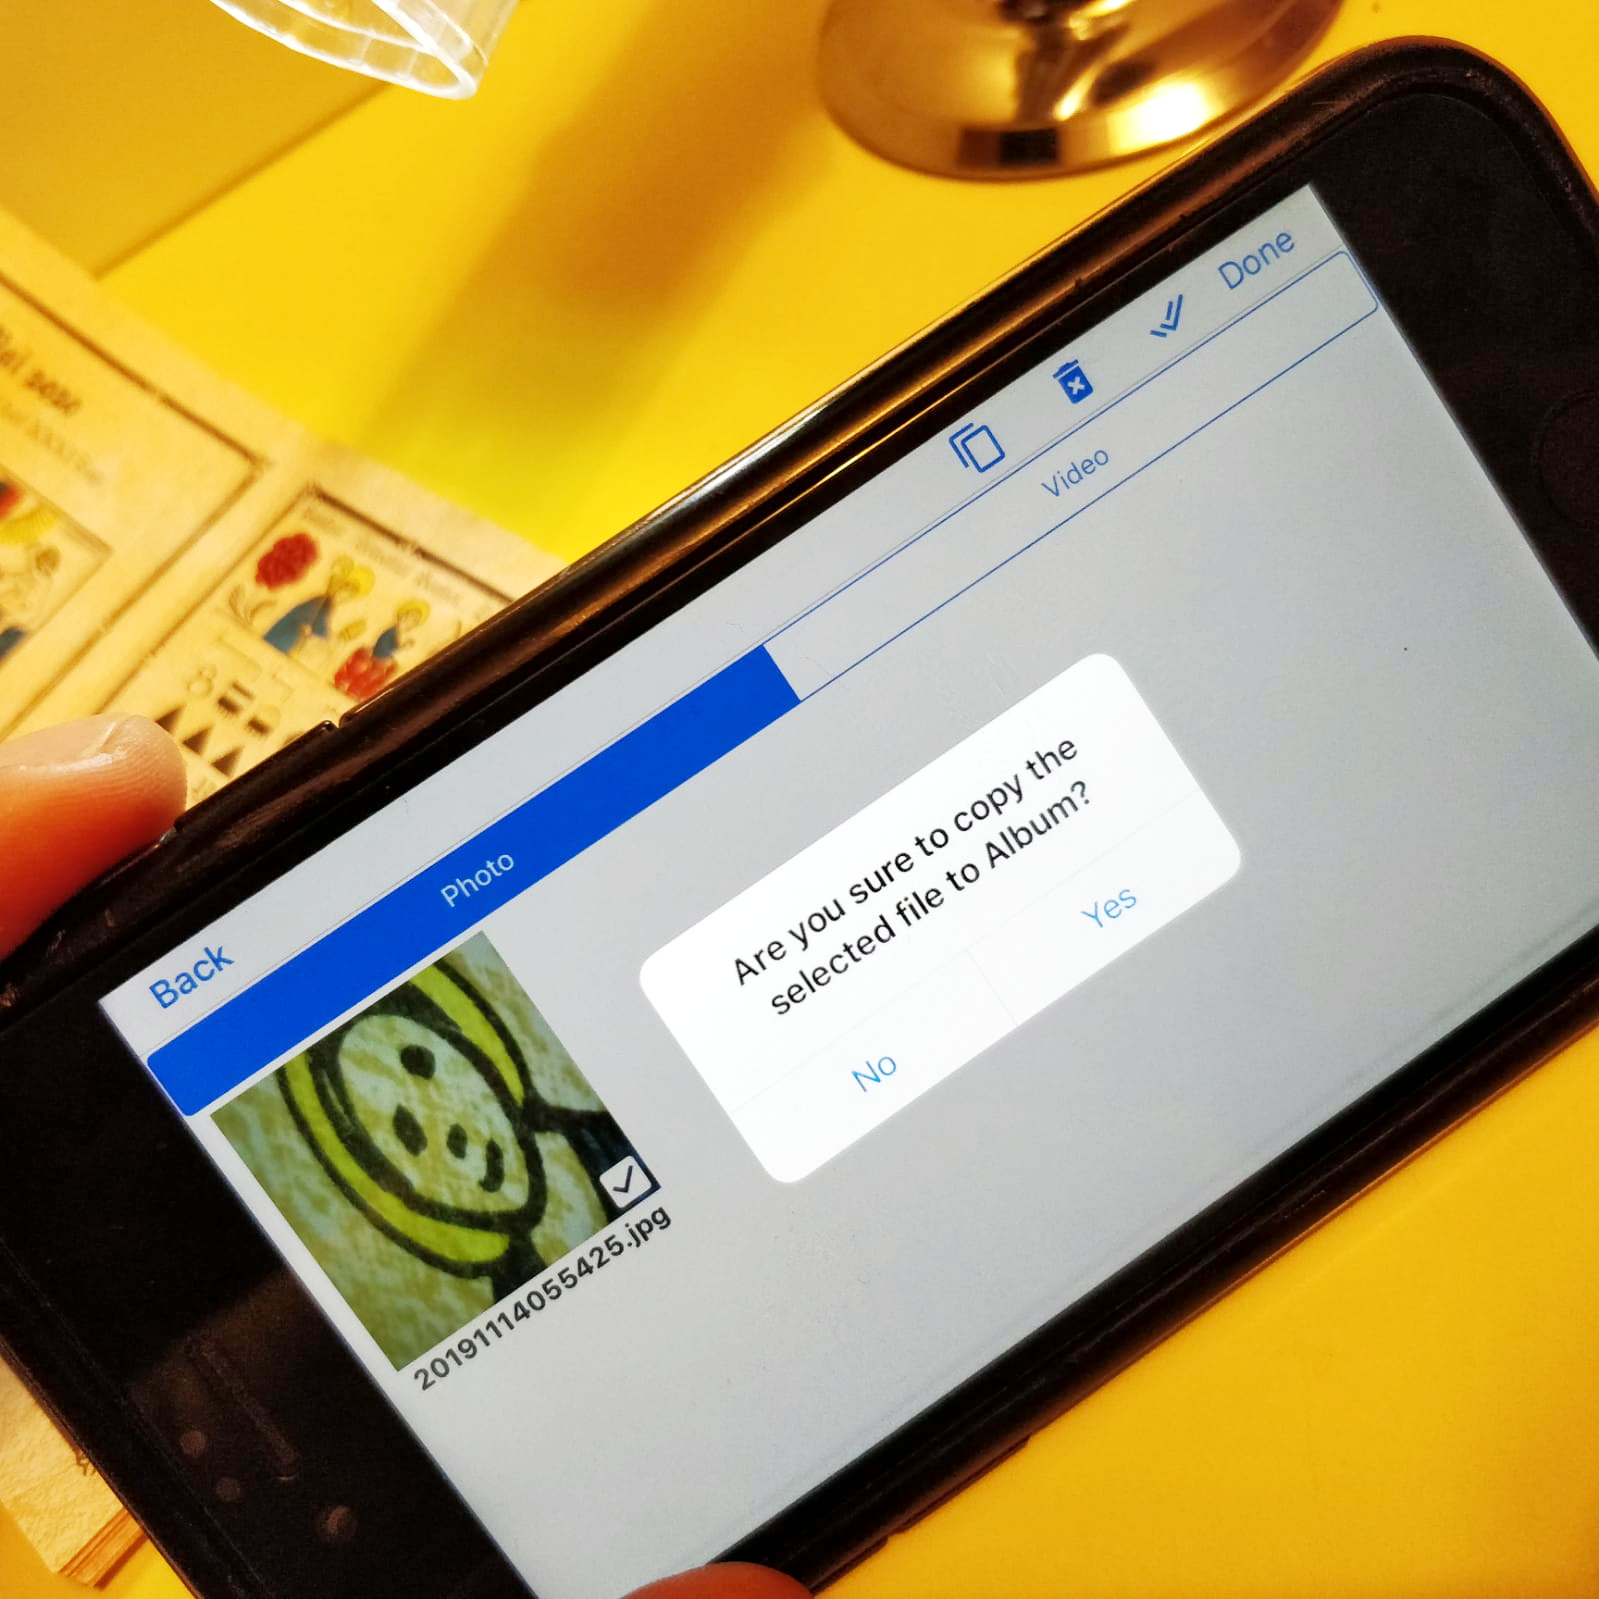 Back
Done
Photo
Video
20191114055425.jpg
Are you sure to copy the
selected file to Album?
No
Yes